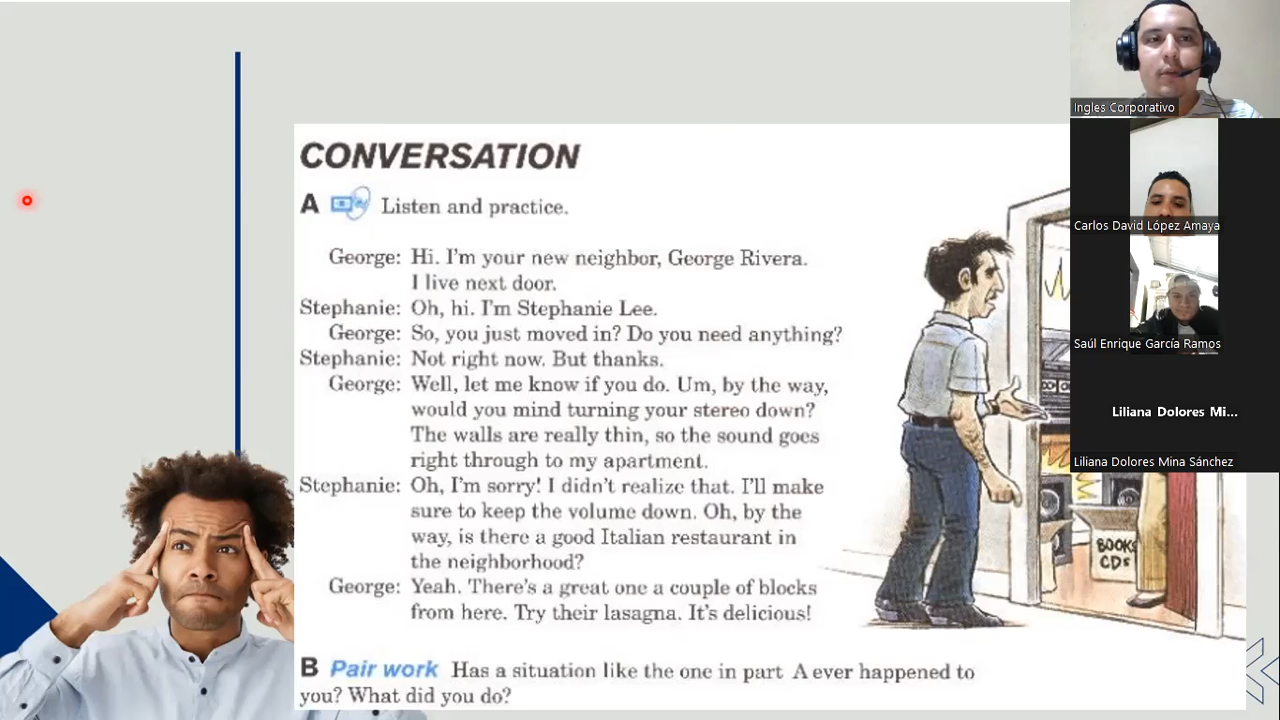 CONVERSATION
A Listen and practice.
George: Hi. I'm your new neighbor, George Rivera.
I live next door.
Stephanie: Oh, hi. I'm Stephanie Lee.
George: So, you just moved in? Do you need anything?
Stephanie: Not right now. But thanks.
George: Well, let me know if you do. Um, by the way,
would you mind turning your stereo down?
The walls are really thin, so the sound goes
right through to my apartment.
Stephanie: Oh, I'm sorry! I didn't realize that. I'll make
sure to keep the volume down. Oh, by the
way, is there a good Italian restaurant in
the neighborhood?
George: Yeah. There's a great one a couple of blocks
from here. Try their lasagna. It's delicious!
B Pair work Has a situation like the one in part A ever happened to
you? What did you do?
BOOKS
CDs
Ingles Corporativo
Carlos David López Amaya
Saúl Enrique García Ramos
Liliana Dolores Mi...
Liliana Dolores Mina Sánchez